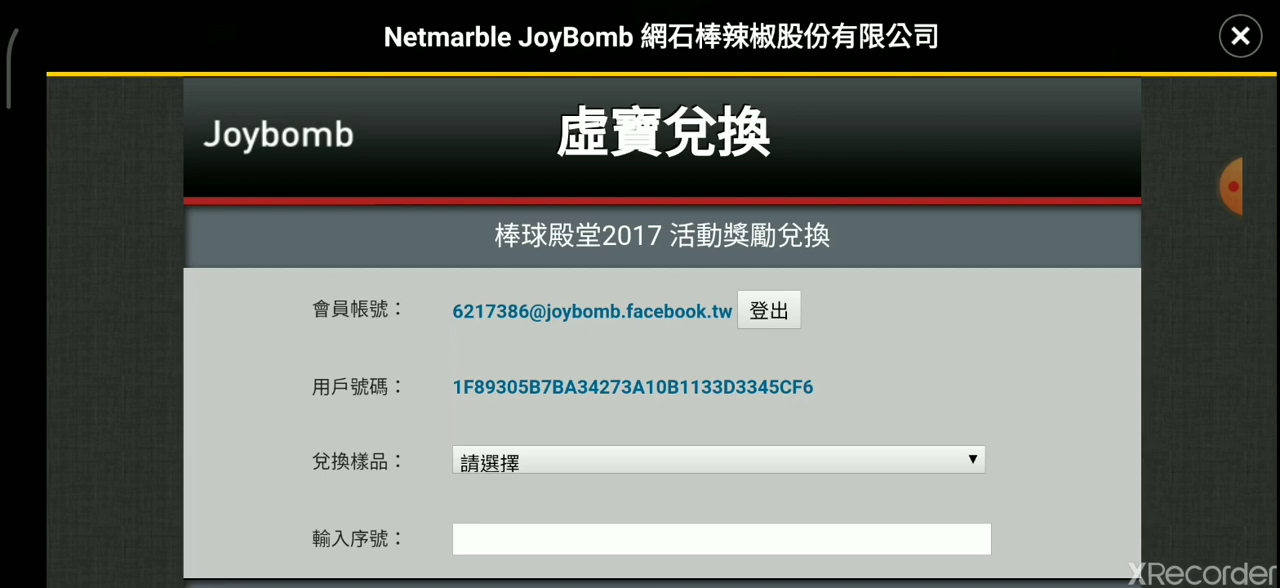 Netmarble JoyBomb 網石棒辣椒股份有限公司
Joybomb 虛寶兌換
棒球殿堂2017 活動獎勵兌換
會員帳號： 6217386@joybomb.facebook.tw 登出
用戶號碼： 1F89305B7BA34273A10B1133D3345CF6
兌換樣品： 請選擇
輸入序號：
XRecorder